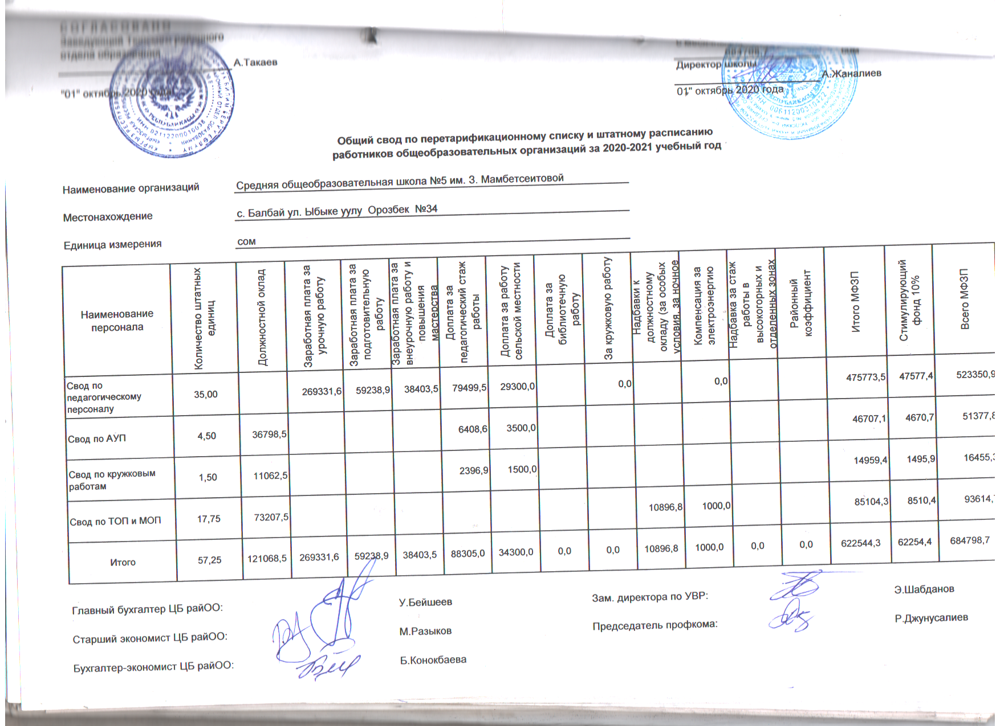 СОГЛАСОВАНО
Заведующий Тюпский районного
отдела образования
А.Такаев
"01" октябрь 2020 года
Директор школы
А.Жаналиев
01" октябрь 2020 года
Общий свод по перетарификационному списку и штатному расписанию
работников общеобразовательных организаций за 2020-2021 учебный год
Наименование организаций Средняя общеобразовательная школа №5 им. З. Мамбетсеитовой
Местонахождение с. Балбай ул. Ыбыке уулу Орозбек №34
Единица измерения сом
Наименование
персонала
Количество штатных
единиц
Должностной оклад
Заработная плата за
урочную работу
Заработная плата за
подготовительную
работу
Заработная плата за
внеурочную работу и
повышения
мастерства
Доплата за
педагогический стаж
работы
Доплата за работу
сельской местности
Доплата за
библиотечную
работу
За кружковую работу
Надбавки к
должностному
окладу (за особых
условия, за ночное
Компенсация за
электроэнергию
Надбавка за стаж
работы в
высокогорных и
отделенных зонах
Районный
коэффициент
Итого МФЗП
Стимулирующий
фонд 10%
Всего МФЗП
Свод по
педагогическому
персоналу
35,00 269331,6 59238,9 38403,5 79499,5 29300,0 0,0 0,0 475773,5 47577,4 523350,9
Свод по АУП 4,50 36798,5 6408,6 3500,0 46707,1 4670,7 51377,8
Свод по кружковым
работам
1,50 11062,5 2396,9 1500,0 14959,4 1495,9 16455,3
Свод по ТОП и МОП 17,75 73207,5 10896,8 1000,0 85104,3 8510,4 93614,7
Итого 57,25 121068,5 269331,6 59238,9 38403,5 88305,0 34300,0 0,0 0,0 10896,8 1000,0 0,0 0,0 622544,3 62254,4 684798,7
Главный бухгалтер ЦБ райОО: У.Бейшеев
Старший экономист ЦБ райОО: М.Разыков
Бухгалтер-экономист ЦБ райОО: Б.Конокбаева
Зам. директора по УВР: Э.Шабданов
Председатель профкома: Р.Джунусалиев